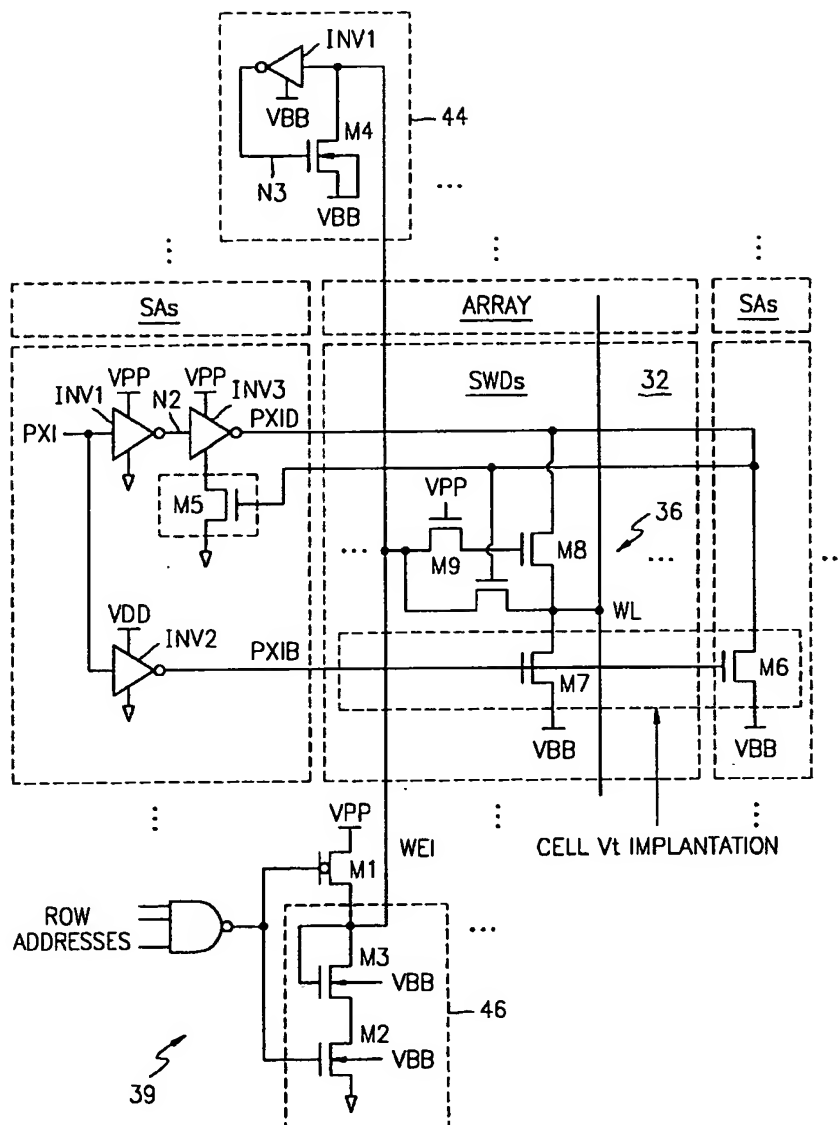 INV1
VBB
M4
44
N3
VBB
...
SAs
ARRAY
SAs
SWDs
32
VPP
VPP
INV1
N2
INV3
PXI
PXID
M5
VPP
36
...
M9
M8
...
...
WL
VDD
INV2
PXIB
M7
M6
VBB
VBB
VPP
WEI
CELL Vt IMPLANTATION
M1
ROW
ADDRESSES
...
M3
VBB
46
M2
VBB
39